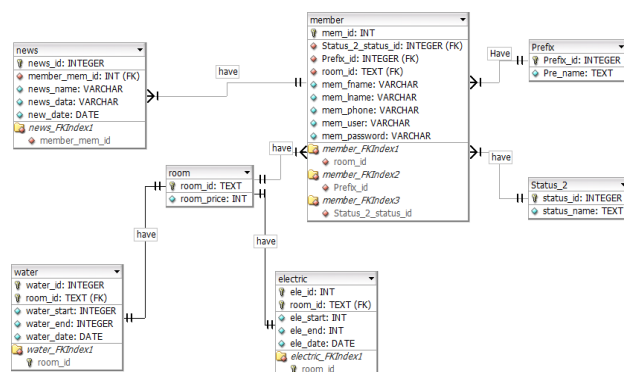 member
mem_id: INT
Status_2_status_id: INTEGER (FK)
Prefix_id: INTEGER (FK)
room_id: TEXT (FK)
mem_fname: VARCHAR
mem_lname: VARCHAR
mem_phone: VARCHAR
mem_user: VARCHAR
mem_password: VARCHAR
member_FKIndex1
room_id
member_FKIndex2
Prefix_id
member_FKIndex3
Status_2_status_id
news
news_id: INTEGER
member_mem_id: INT (FK)
news_name: VARCHAR
news_data: VARCHAR
new_date: DATE
news_FKIndex1
member_mem_id
have
Have
Prefix
Prefix_id: INTEGER
Pre_name: TEXT
have
have
room
room_id: TEXT
room_price: INT
Status_2
status_id: INTEGER
status_name: TEXT
have
have
water
water_id: INTEGER
room_id: TEXT (FK)
water_start: INTEGER
water_end: INTEGER
water_date: DATE
water_FKIndex1
room_id
electric
ele_id: INT
room_id: TEXT (FK)
ele_start: INT
ele_end: INT
ele_date: DATE
electric_FKIndex1
room_id